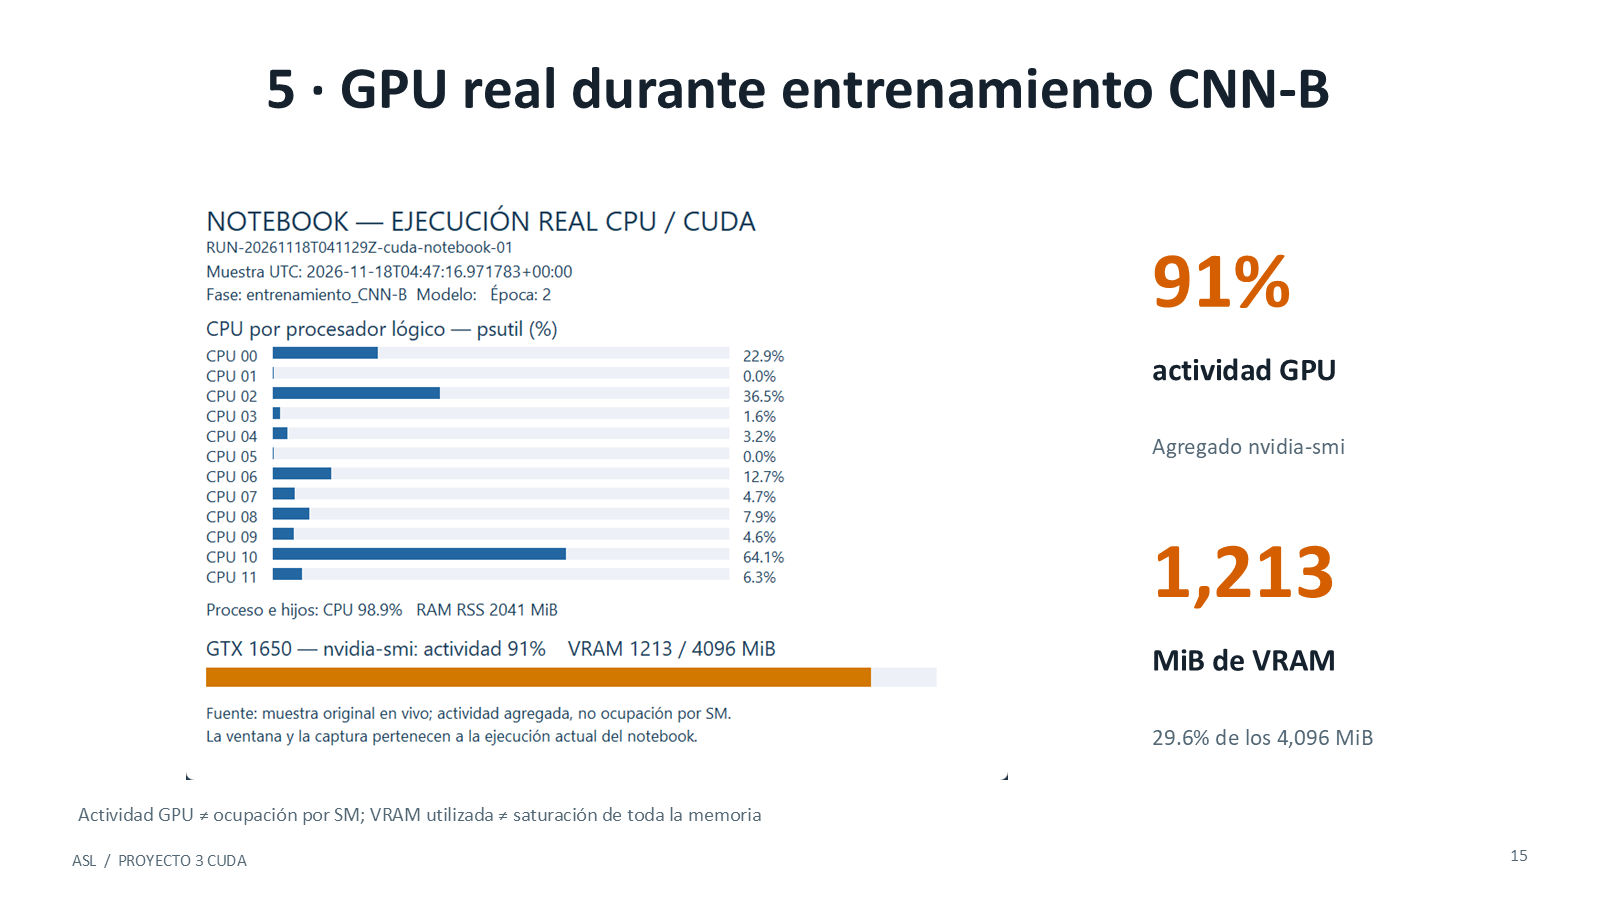 5 · GPU real durante entrenamiento CNN-B
NOTEBOOK — EJECUCIÓN REAL CPU / CUDA
RUN-20261118T041129Z-cuda-notebook-01
Muestra UTC: 2026-11-18T04:47:16.971783+00:00
Fase: entrenamiento_CNN-B  Modelo:   Época: 2
CPU por procesador lógico — psutil (%)
CPU 00 22.9%
CPU 01 0.0%
CPU 02 36.5%
CPU 03 1.6%
CPU 04 3.2%
CPU 05 0.0%
CPU 06 12.7%
CPU 07 4.7%
CPU 08 7.9%
CPU 09 4.6%
CPU 10 64.1%
CPU 11 6.3%
Proceso e hijos: CPU 98.9%   RAM RSS 2041 MiB
GTX 1650 — nvidia-smi: actividad 91%    VRAM 1213 / 4096 MiB
Fuente: muestra original en vivo; actividad agregada, no ocupación por SM.
La ventana y la captura pertenecen a la ejecución actual del notebook.
91%
actividad GPU
Agregado nvidia-smi
1,213
MiB de VRAM
29.6% de los 4,096 MiB
Actividad GPU ≠ ocupación por SM; VRAM utilizada ≠ saturación de toda la memoria
ASL / PROYECTO 3 CUDA
15